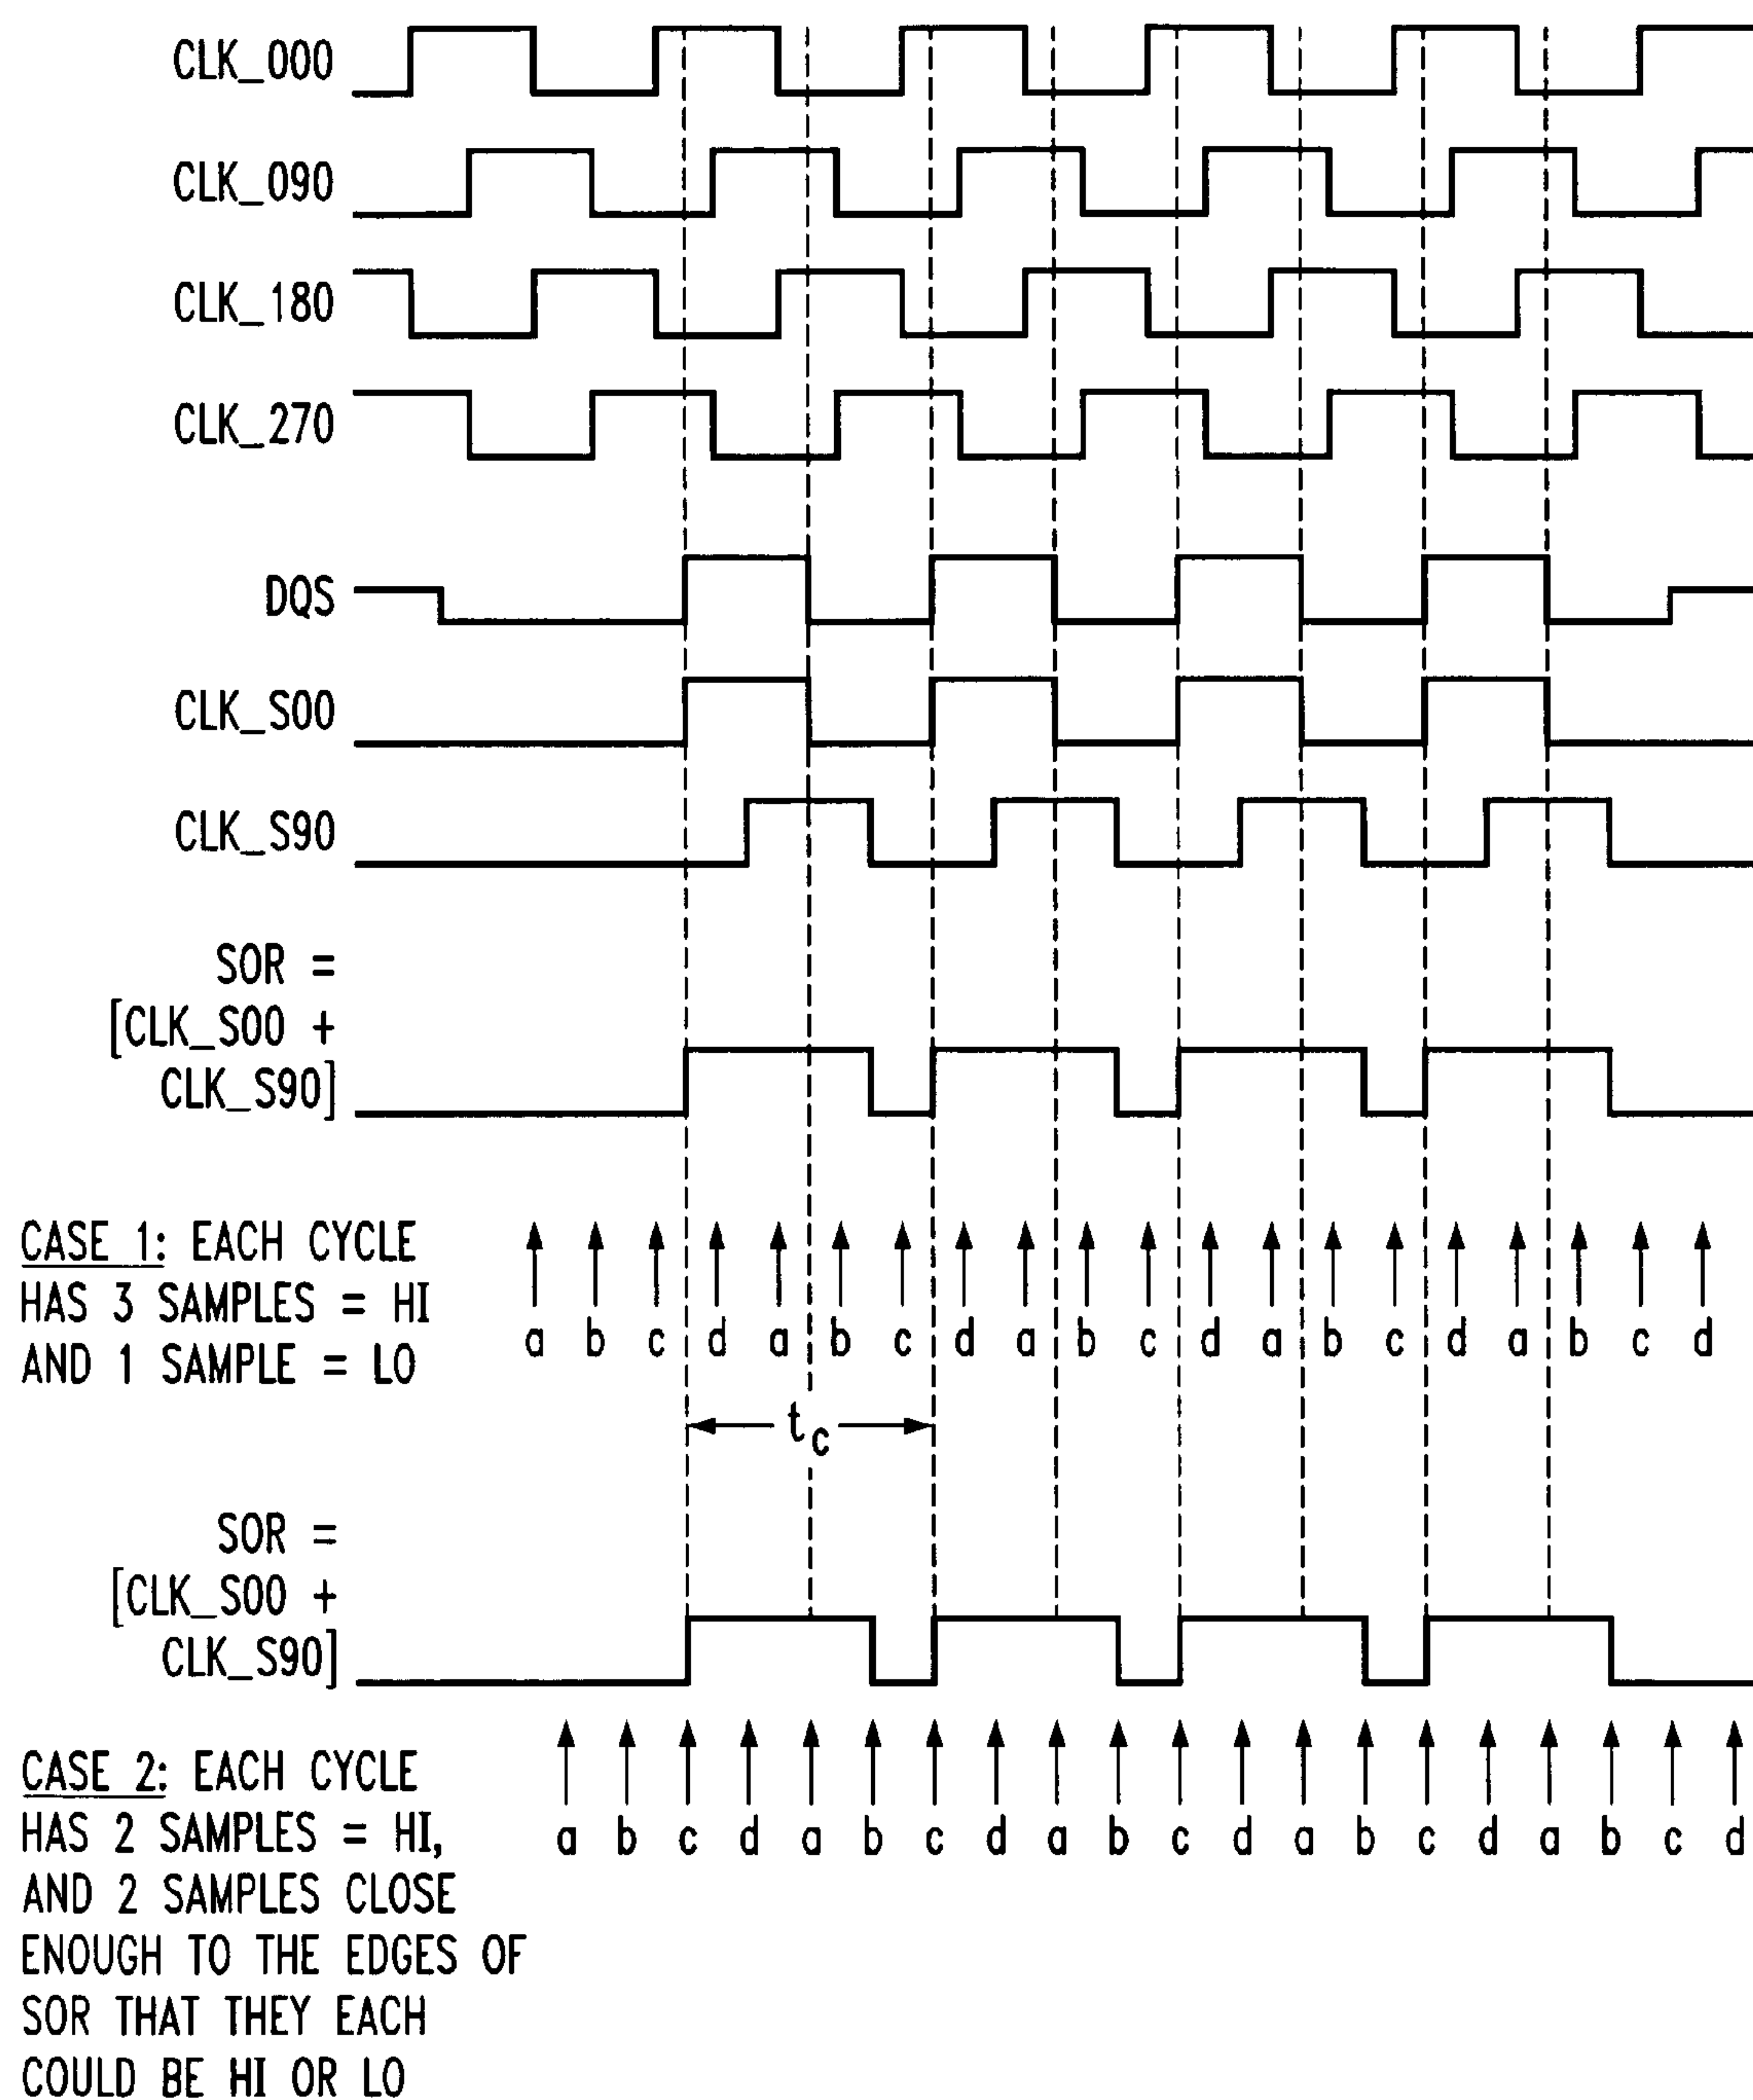 CLK_000
CLK_090
CLK_180
CLK_270
DQS
CLK_S00
CLK_S90
SOR =
[CLK_S00 +
CLK_S90]
CASE 1: EACH CYCLE
HAS 3 SAMPLES = HI
AND 1 SAMPLE = LO
a b c d a b c d a b c d a b c d a b c d
tc
SOR =
[CLK_S00 +
CLK_S90]
CASE 2: EACH CYCLE
HAS 2 SAMPLES = HI,
AND 2 SAMPLES CLOSE
ENOUGH TO THE EDGES OF
SOR THAT THEY EACH
COULD BE HI OR LO
a b c d a b c d a b c d a b c d a b c d